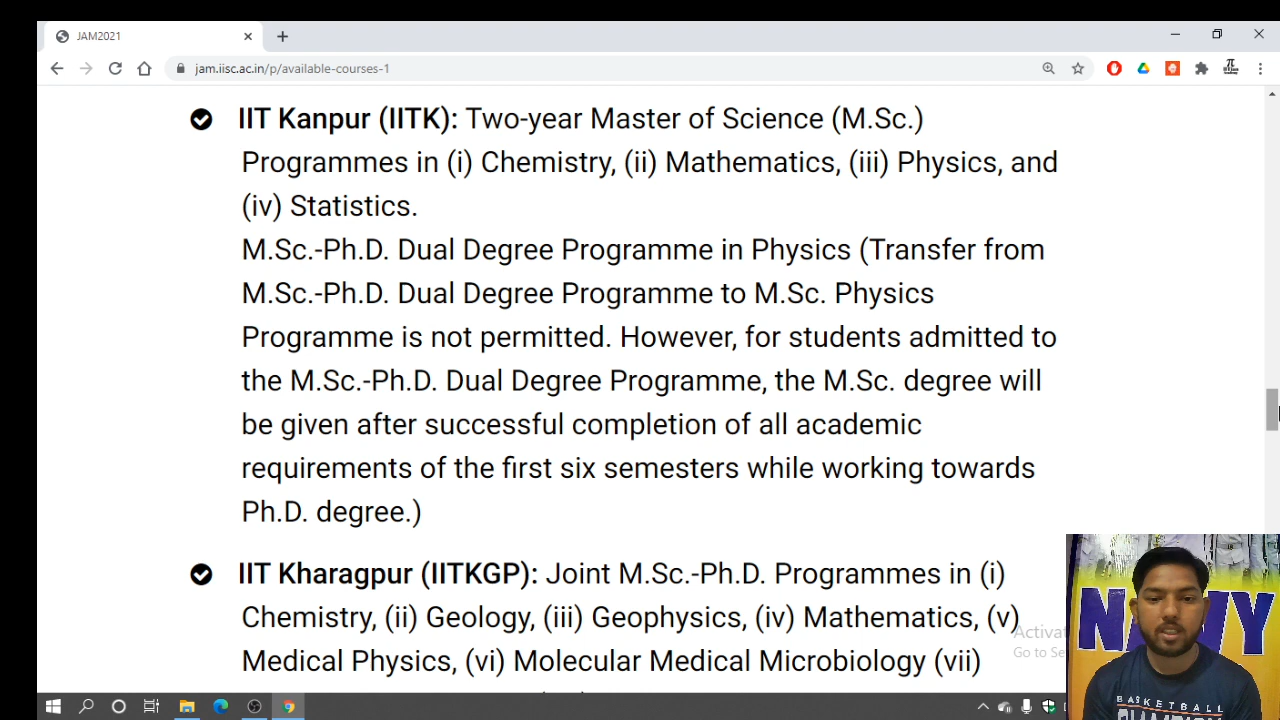 JAM2021
jam.iisc.ac.in/p/available-courses-1
IIT Kanpur (IITK): Two-year Master of Science (M.Sc.)
Programmes in (i) Chemistry, (ii) Mathematics, (iii) Physics, and
(iv) Statistics.
M.Sc.-Ph.D. Dual Degree Programme in Physics (Transfer from
M.Sc.-Ph.D. Dual Degree Programme to M.Sc. Physics
Programme is not permitted. However, for students admitted to
the M.Sc.-Ph.D. Dual Degree Programme, the M.Sc. degree will
be given after successful completion of all academic
requirements of the first six semesters while working towards
Ph.D. degree.)
IIT Kharagpur (IITKGP): Joint M.Sc.-Ph.D. Programmes in (i)
Chemistry, (ii) Geology, (iii) Geophysics, (iv) Mathematics, (v)
Medical Physics, (vi) Molecular Medical Microbiology (vii)
NAVY
BASKETBALL